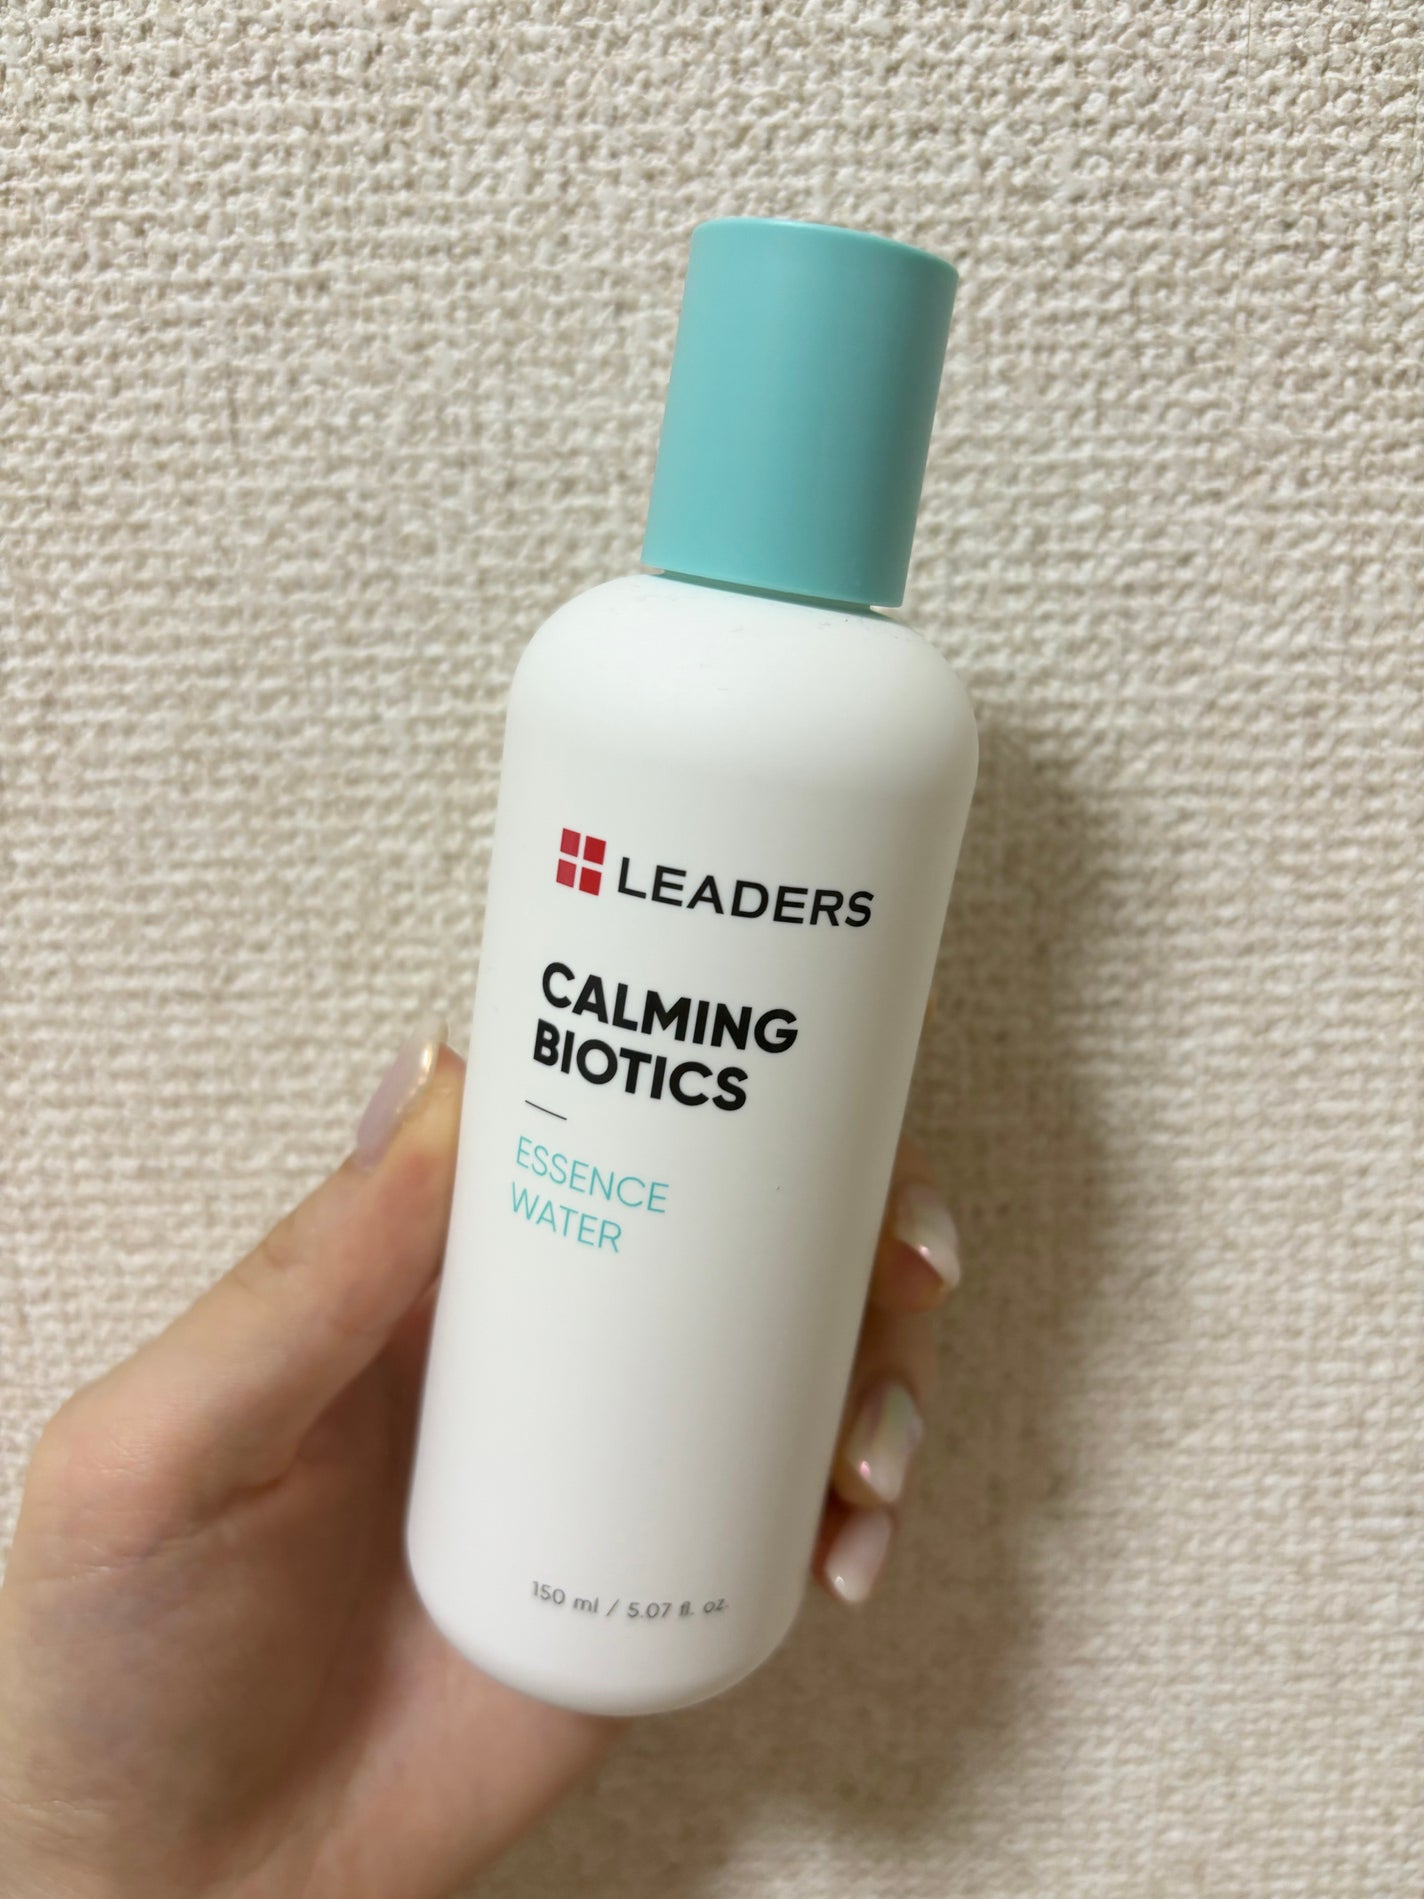 LEADERS
CALMING
BIOTICS
ESSENCE
WATER
150 ml / 5.07 fl. oz.